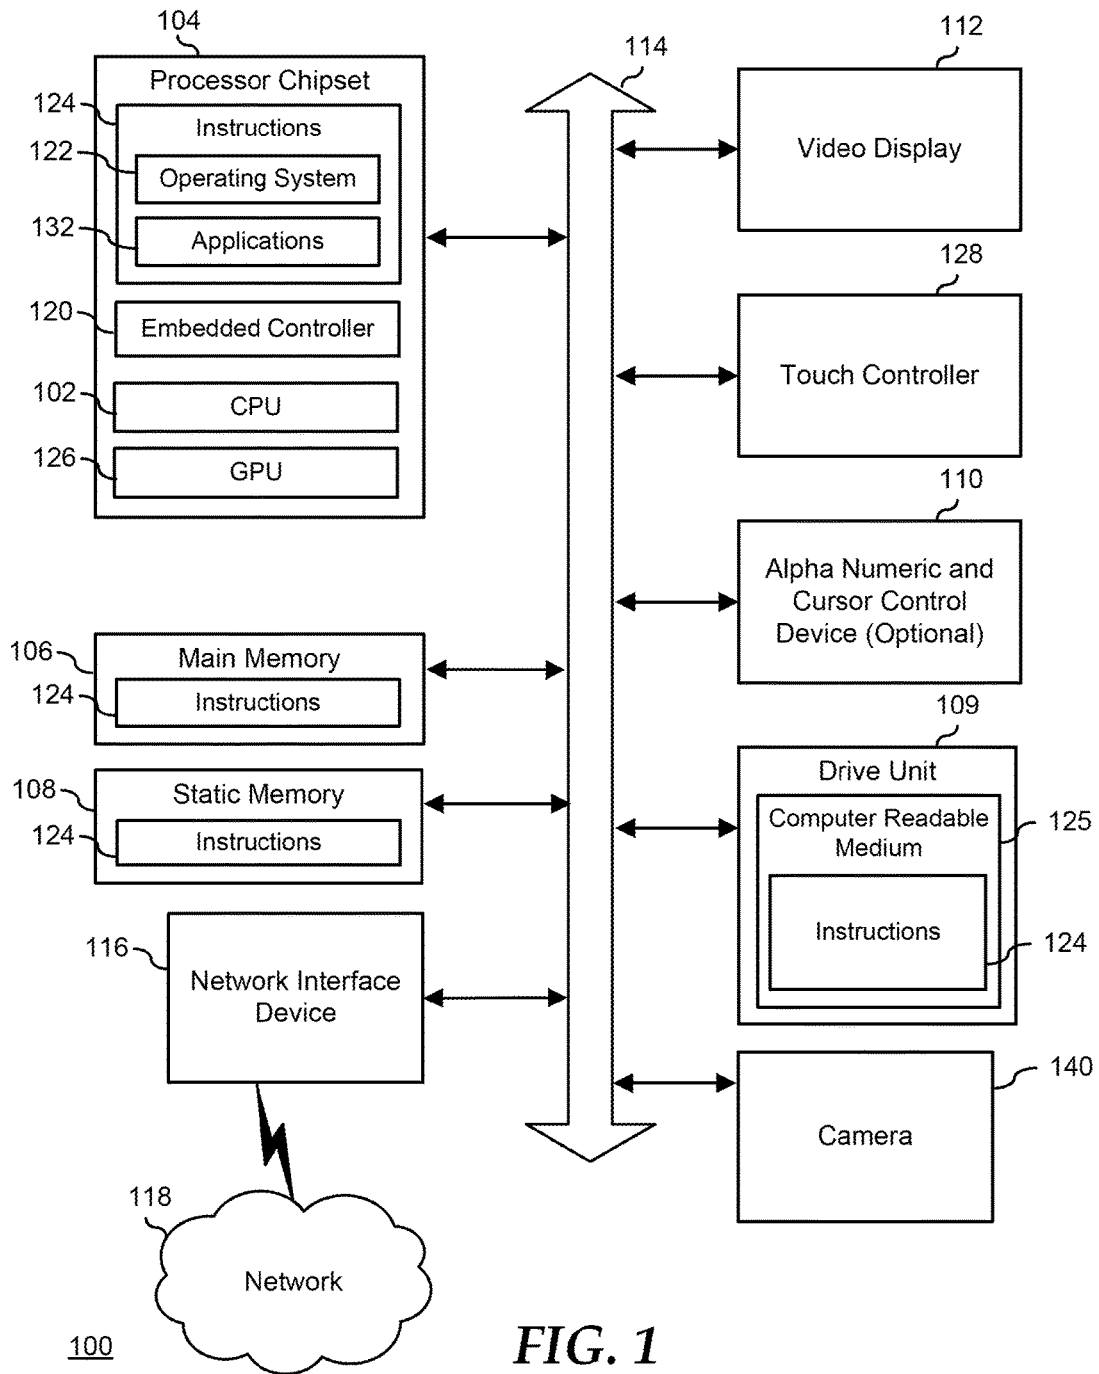 104
Processor Chipset
124
Instructions
122
Operating System
132
Applications
120
Embedded Controller
102
CPU
126
GPU
106
Main Memory
124
Instructions
108
Static Memory
124
Instructions
116
Network Interface
Device
118
Network
114
112
Video Display
128
Touch Controller
110
Alpha Numeric and
Cursor Control
Device (Optional)
109
Drive Unit
Computer Readable
Medium
125
Instructions
124
140
Camera
100
FIG. 1